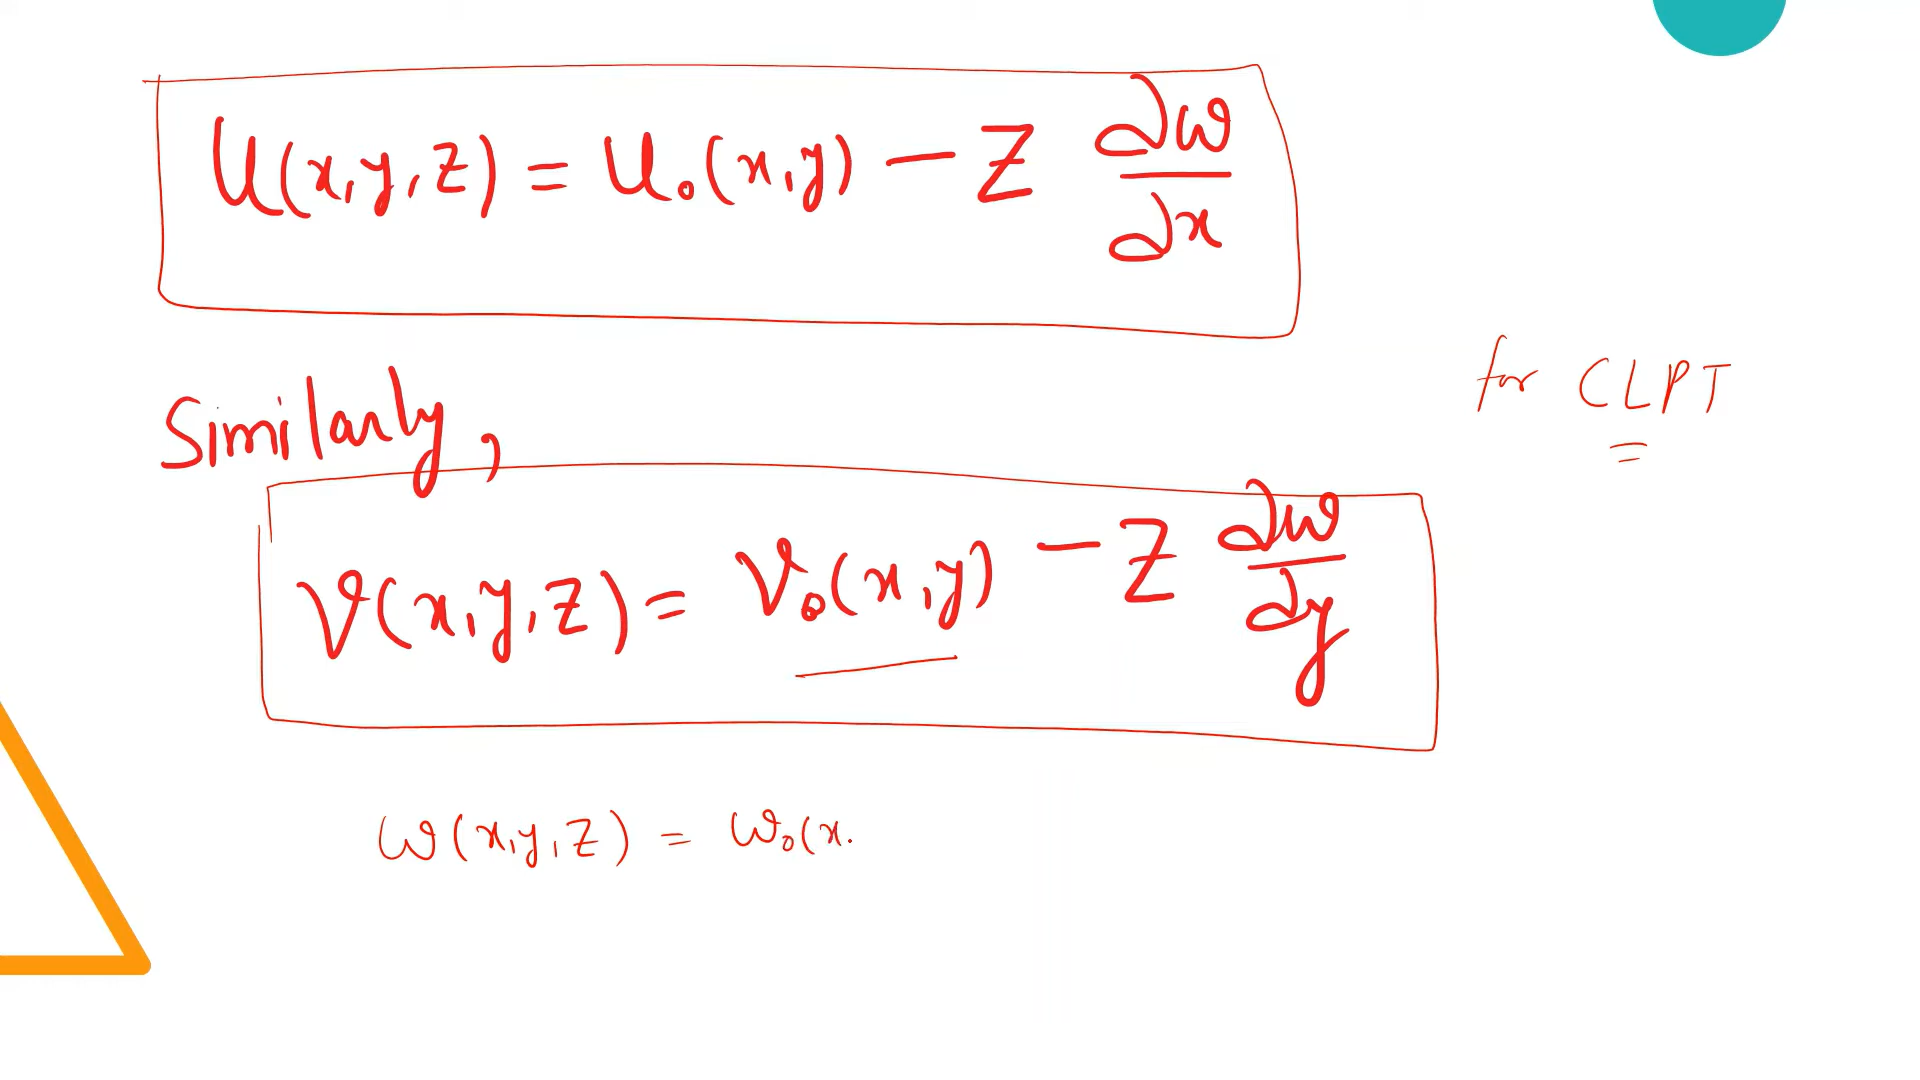 U(x,y,z) = U₀(x,y) − z ∂w/∂x
for CLPT
Similarly,
V(x,y,z) = V₀(x,y) − z ∂w/∂y
w(x,y,z) = w₀(x.